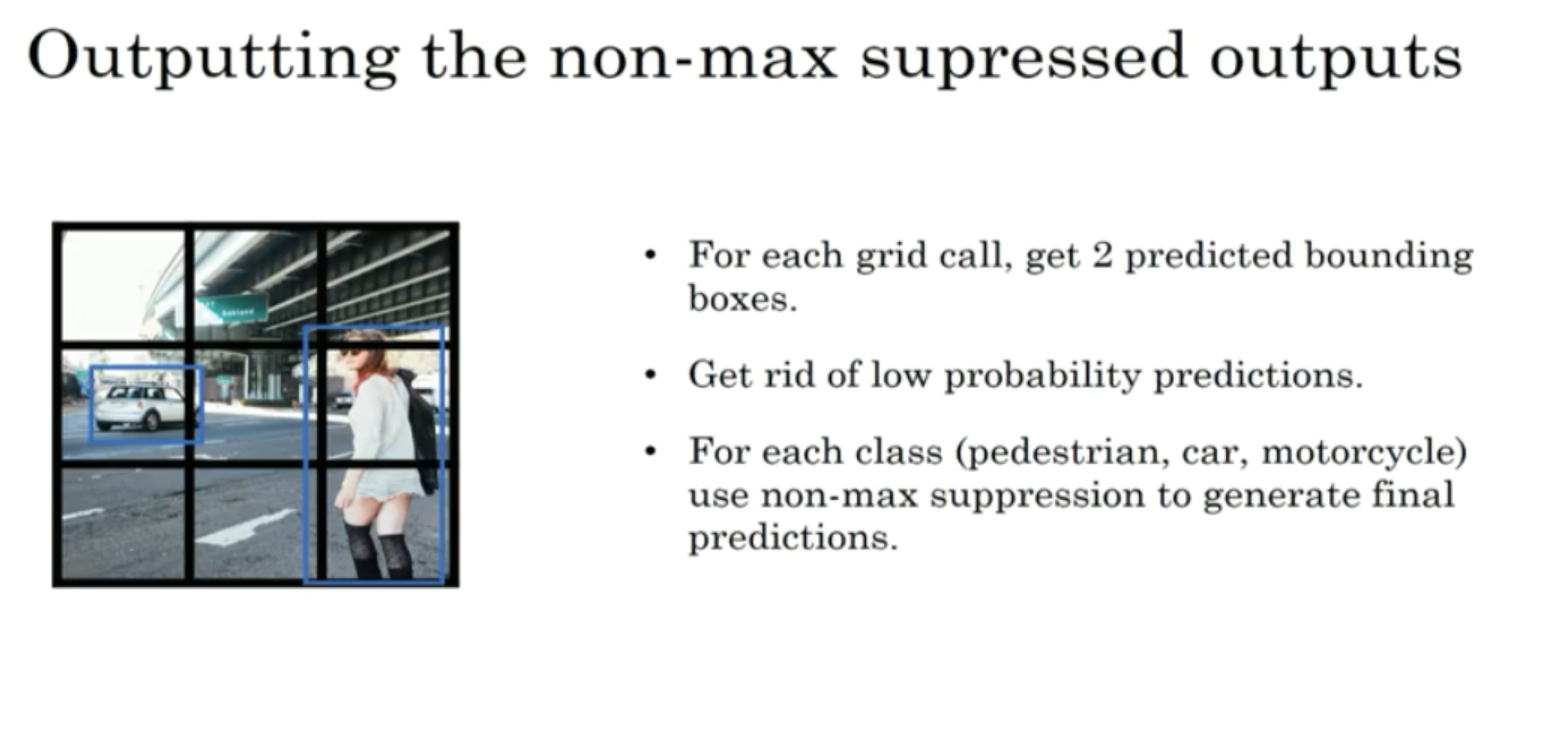 Outputting the non-max supressed outputs
• For each grid call, get 2 predicted bounding
boxes.
• Get rid of low probability predictions.
• For each class (pedestrian, car, motorcycle)
use non-max suppression to generate final
predictions.
Oakland